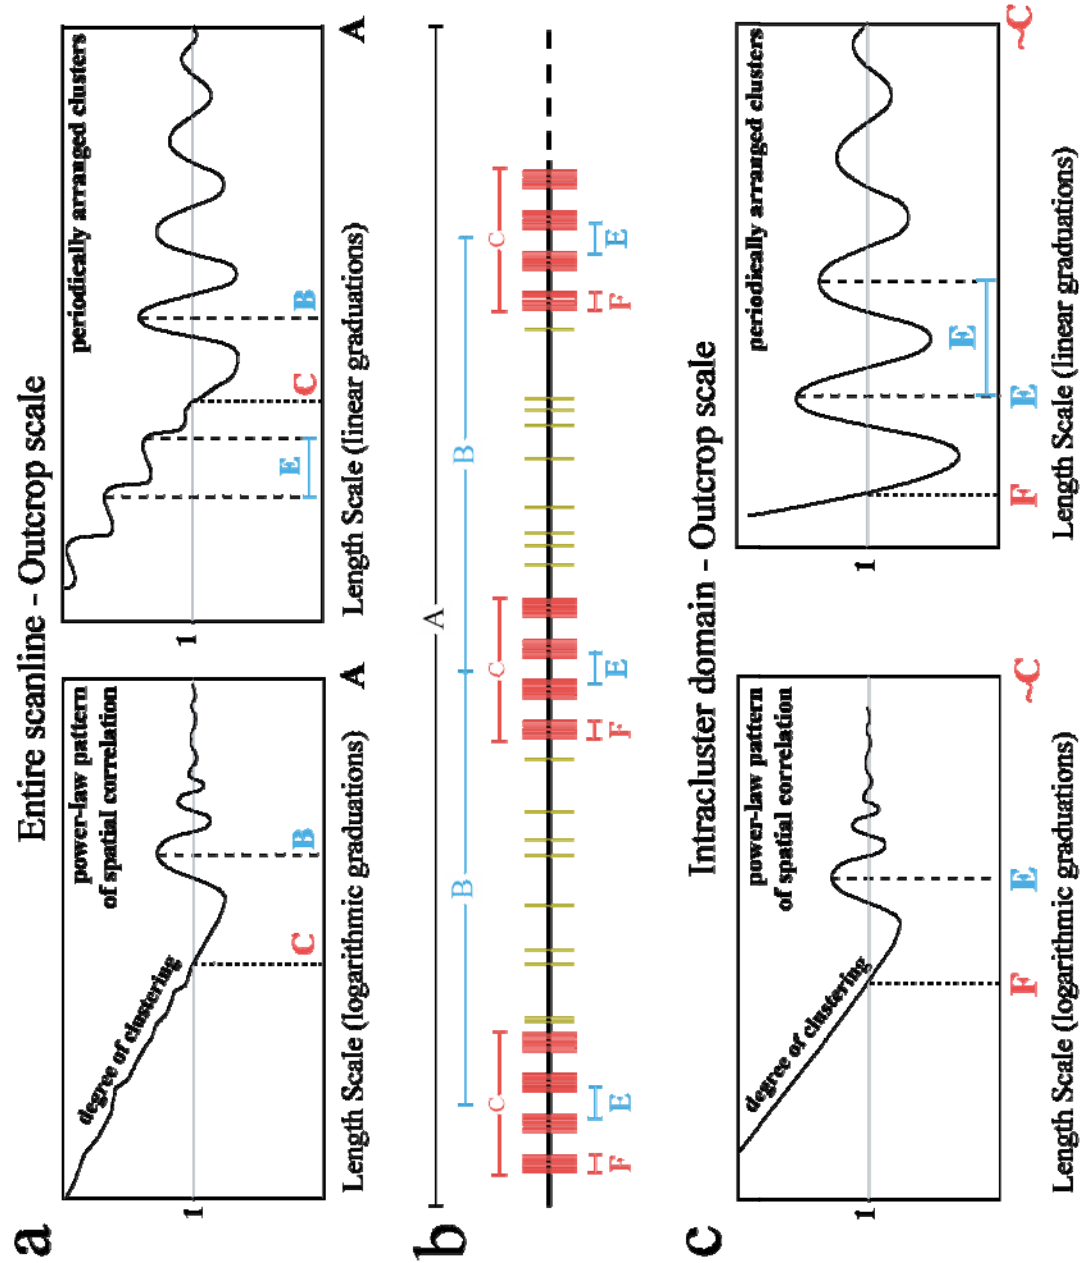 a
Entire scanline - Outcrop scale
degree of clustering
power-law pattern
of spatial correlation
1
C
B
A
Length Scale (logarithmic graduations)
periodically arranged clusters
1
E
C
B
A
Length Scale (linear graduations)
b
A
B
B
C
C
C
F
E
F
E
F
E
c
Intracluster domain - Outcrop scale
degree of clustering
power-law pattern
of spatial correlation
1
F
E
~C
Length Scale (logarithmic graduations)
periodically arranged clusters
1
E
F
E
~C
Length Scale (linear graduations)